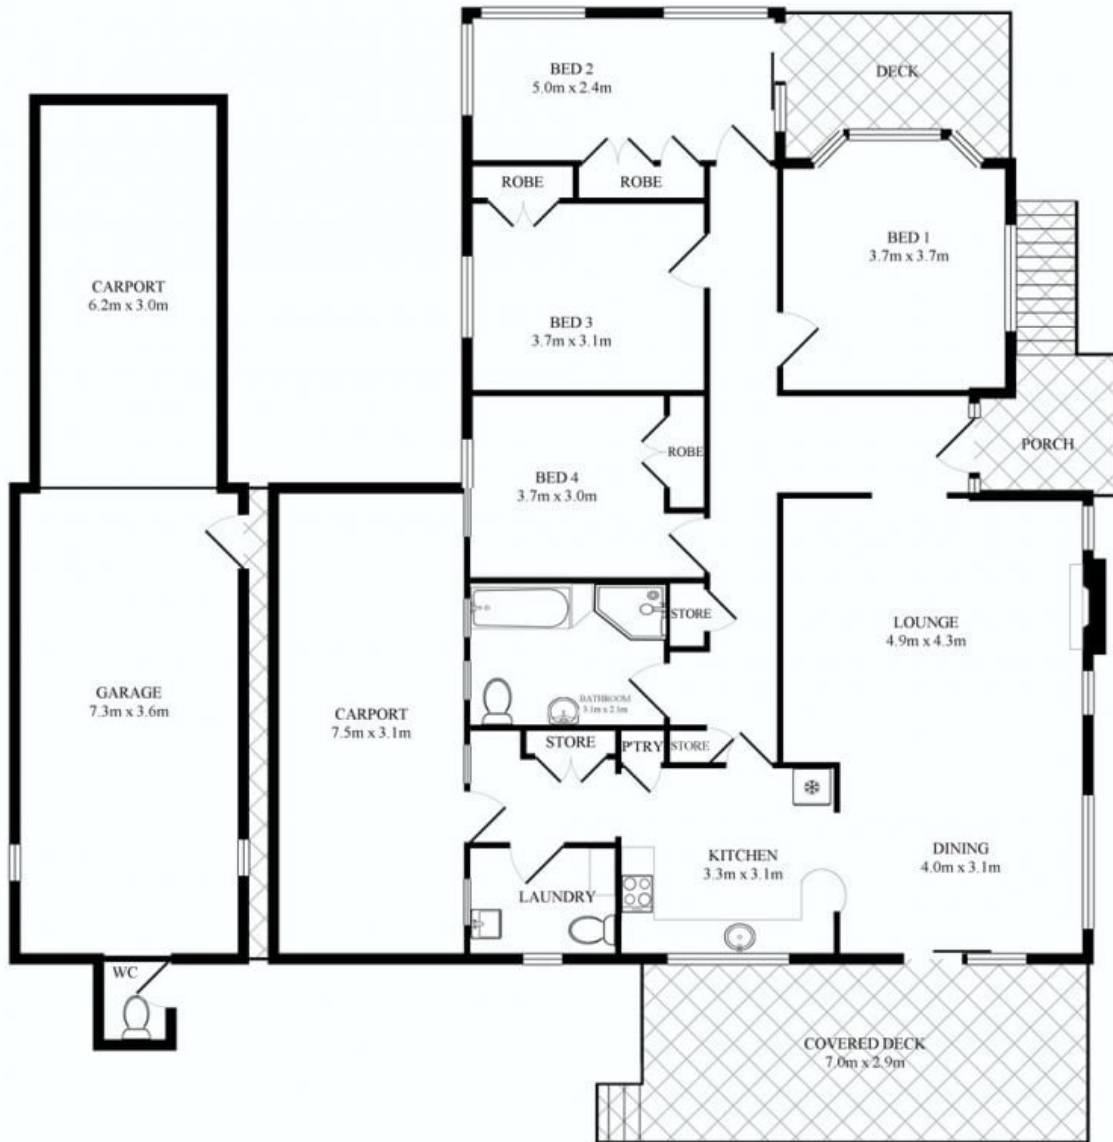 BED 2
5.0m x 2.4m
DECK
ROBE
ROBE
BED 1
3.7m x 3.7m
CARPORT
6.2m x 3.0m
BED 3
3.7m x 3.1m
PORCH
ROBE
BED 4
3.7m x 3.0m
STORE
LOUNGE
4.9m x 4.3m
GARAGE
7.3m x 3.6m
BATHROOM
3.1m x 2.1m
CARPORT
7.5m x 3.1m
STORE
P'TRY
STORE
KITCHEN
3.3m x 3.1m
DINING
4.0m x 3.1m
LAUNDRY
WC
COVERED DECK
7.0m x 2.9m